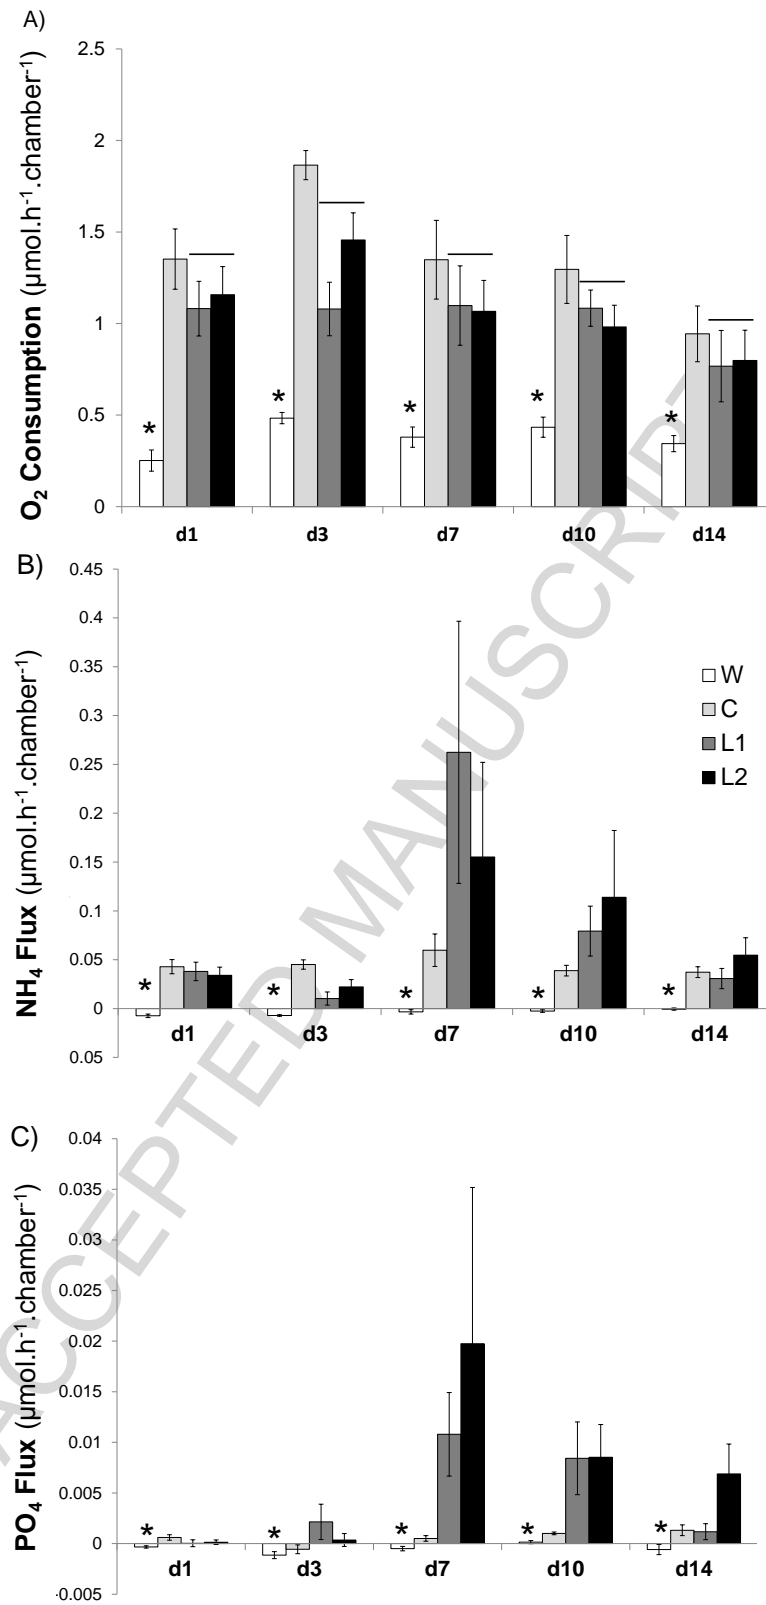 A)
O₂ Consumption (µmol.h⁻¹.chamber⁻¹)
2.5
2
1.5
1
0.5
0
* * * * *
d1 d3 d7 d10 d14
B)
NH₄ Flux (µmol.h⁻¹.chamber⁻¹)
0.45
0.4
0.35
0.3
0.25
0.2
0.15
0.1
0.05
0
0.05
* * * * *
d1 d3 d7 d10 d14
W
C
L1
L2
C)
PO₄ Flux (µmol.h⁻¹.chamber⁻¹)
0.04
0.035
0.03
0.025
0.02
0.015
0.01
0.005
0
-0.005
* * * * *
d1 d3 d7 d10 d14
ACCEPTED MANUSCRIPT